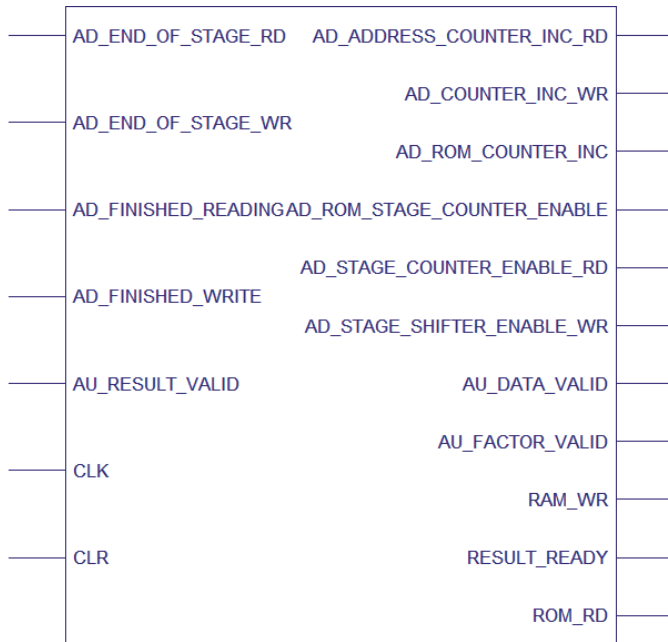 AD_END_OF_STAGE_RD AD_ADDRESS_COUNTER_INC_RD
AD_COUNTER_INC_WR
AD_END_OF_STAGE_WR
AD_ROM_COUNTER_INC
AD_FINISHED_READING AD_ROM_STAGE_COUNTER_ENABLE
AD_STAGE_COUNTER_ENABLE_RD
AD_FINISHED_WRITE
AD_STAGE_SHIFTER_ENABLE_WR
AU_RESULT_VALID AU_DATA_VALID
AU_FACTOR_VALID
CLK
RAM_WR
CLR RESULT_READY
ROM_RD